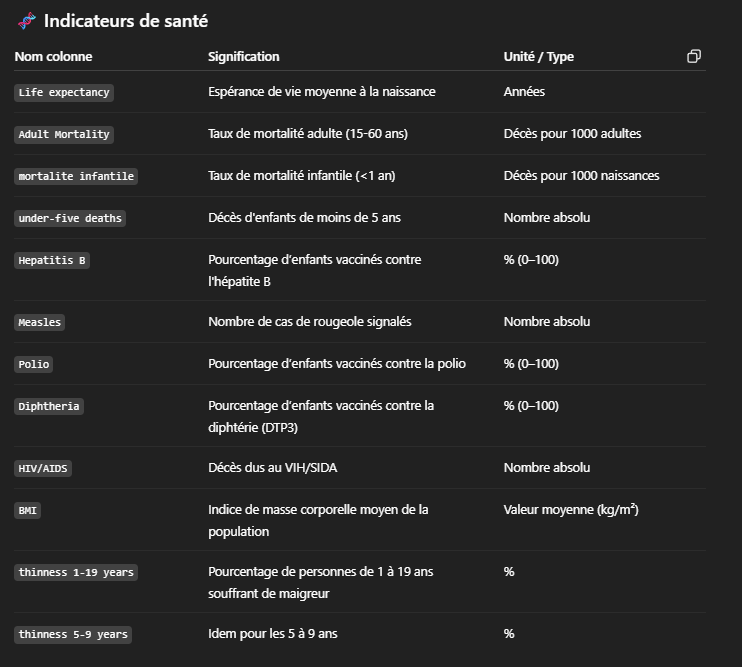 🧬 Indicateurs de santé
Nom colonne Signification Unité / Type
Life expectancy Espérance de vie moyenne à la naissance Années
Adult Mortality Taux de mortalité adulte (15-60 ans) Décès pour 1000 adultes
mortalite infantile Taux de mortalité infantile (<1 an) Décès pour 1000 naissances
under-five deaths Décès d'enfants de moins de 5 ans Nombre absolu
Hepatitis B Pourcentage d’enfants vaccinés contre % (0–100)
l'hépatite B
Measles Nombre de cas de rougeole signalés Nombre absolu
Polio Pourcentage d’enfants vaccinés contre la polio % (0–100)
Diphtheria Pourcentage d’enfants vaccinés contre la % (0–100)
diphtérie (DTP3)
HIV/AIDS Décès dus au VIH/SIDA Nombre absolu
BMI Indice de masse corporelle moyen de la Valeur moyenne (kg/m²)
population
thinness 1-19 years Pourcentage de personnes de 1 à 19 ans %
souffrant de maigreur
thinness 5-9 years Idem pour les 5 à 9 ans %